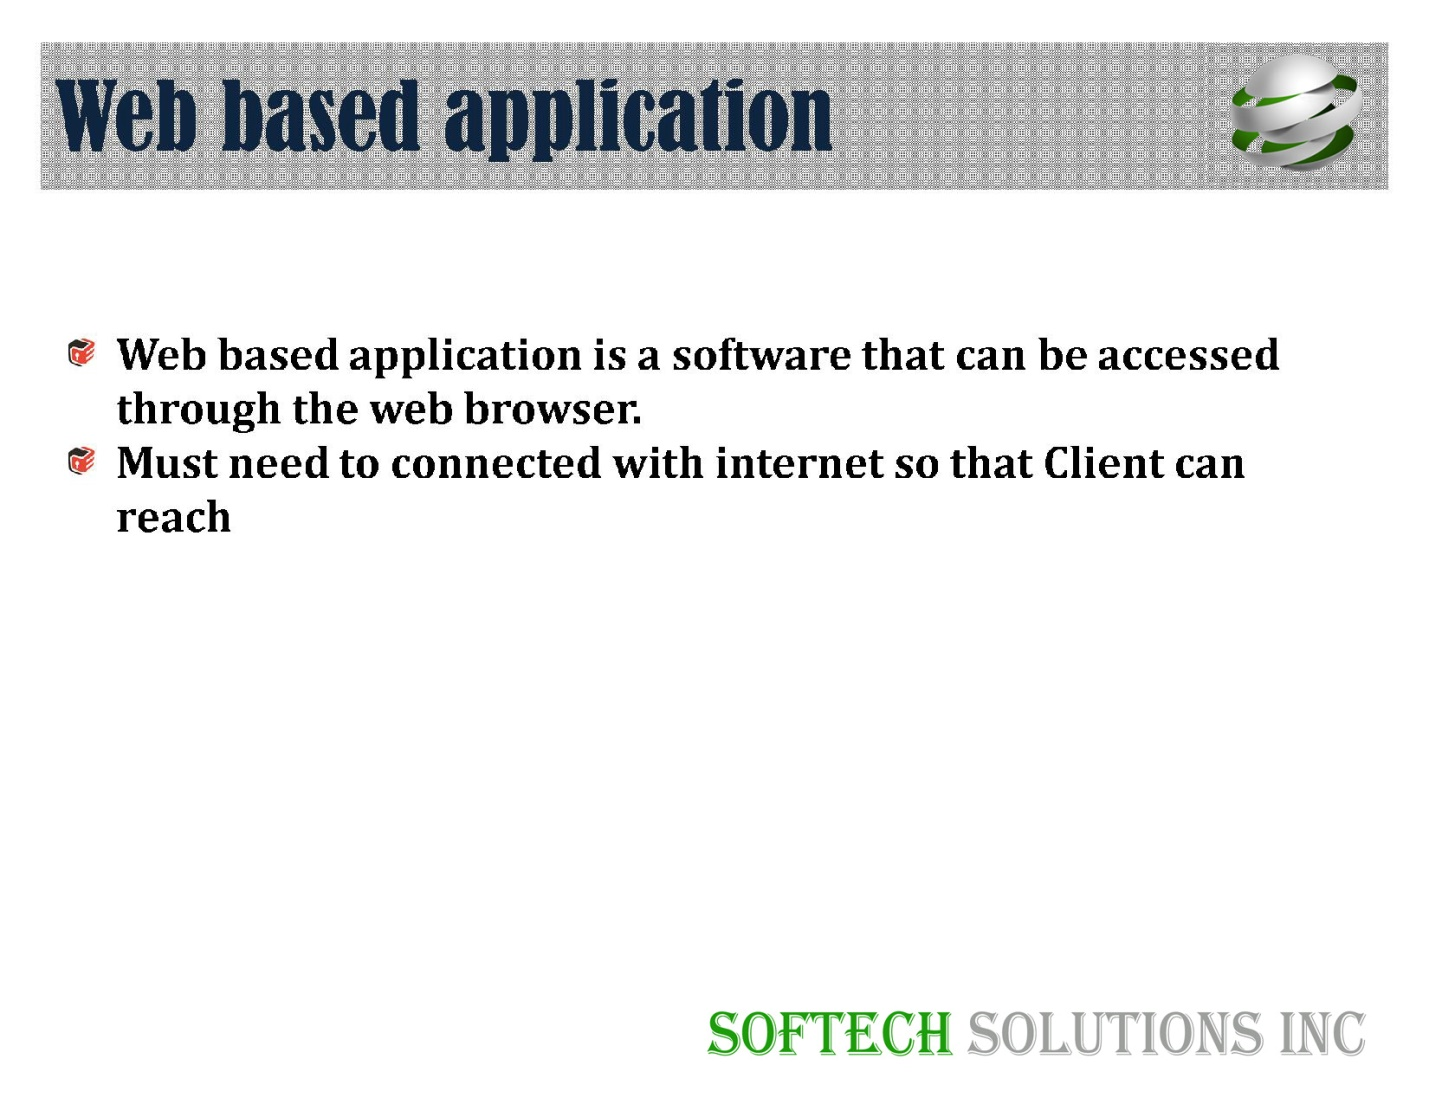 Web based application
Web based application is a software that can be accessed
through the web browser.
Must need to connected with internet so that Client can
reach
SOFTECH SOLUTIONS INC